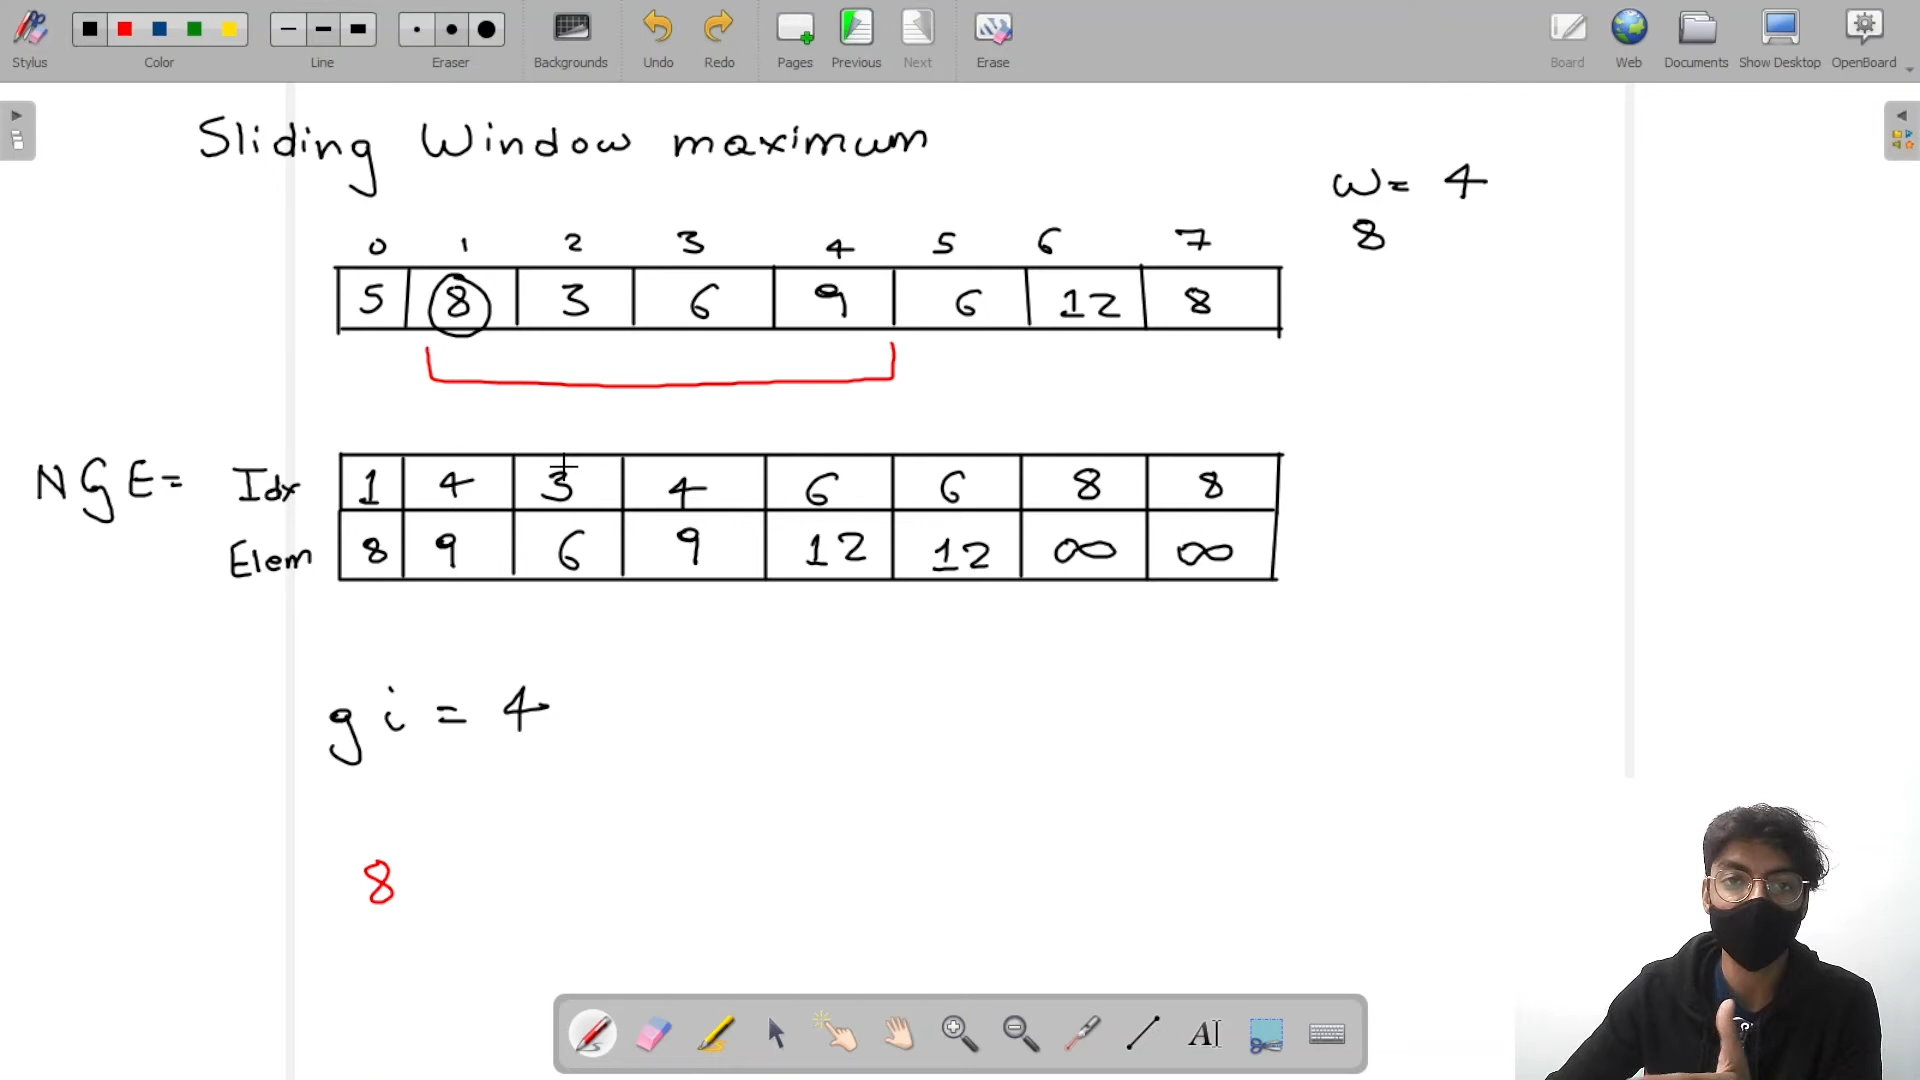 Stylus Color Line Eraser Backgrounds Undo Redo Pages Previous Next Erase Board Web Documents Show Desktop OpenBoard
Sliding Window maximum
w= 4
8
0 1 2 3 4 5 6 7
5 8 3 6 9 6 12 8
NGE= Idx 1 4 3 4 6 6 8 8
Elem 8 9 6 9 12 12 ∞ ∞
gi = 4
8